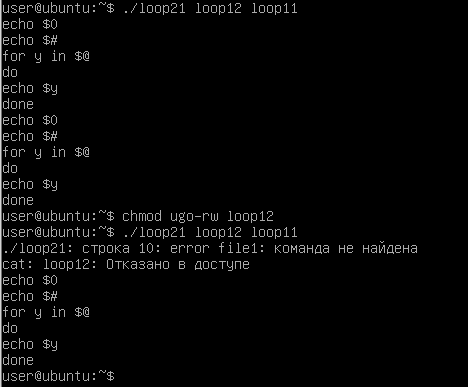 user@ubuntu:~$ ./loop21 loop12 loop11
echo $0
echo $#
for y in $@
do
echo $y
done
echo $0
echo $#
for y in $@
do
echo $y
done
user@ubuntu:~$ chmod ugo-rw loop12
user@ubuntu:~$ ./loop21 loop12 loop11
./loop21: строка 10: error file1: команда не найдена
cat: loop12: Отказано в доступе
echo $0
echo $#
for y in $@
do
echo $y
done
user@ubuntu:~$